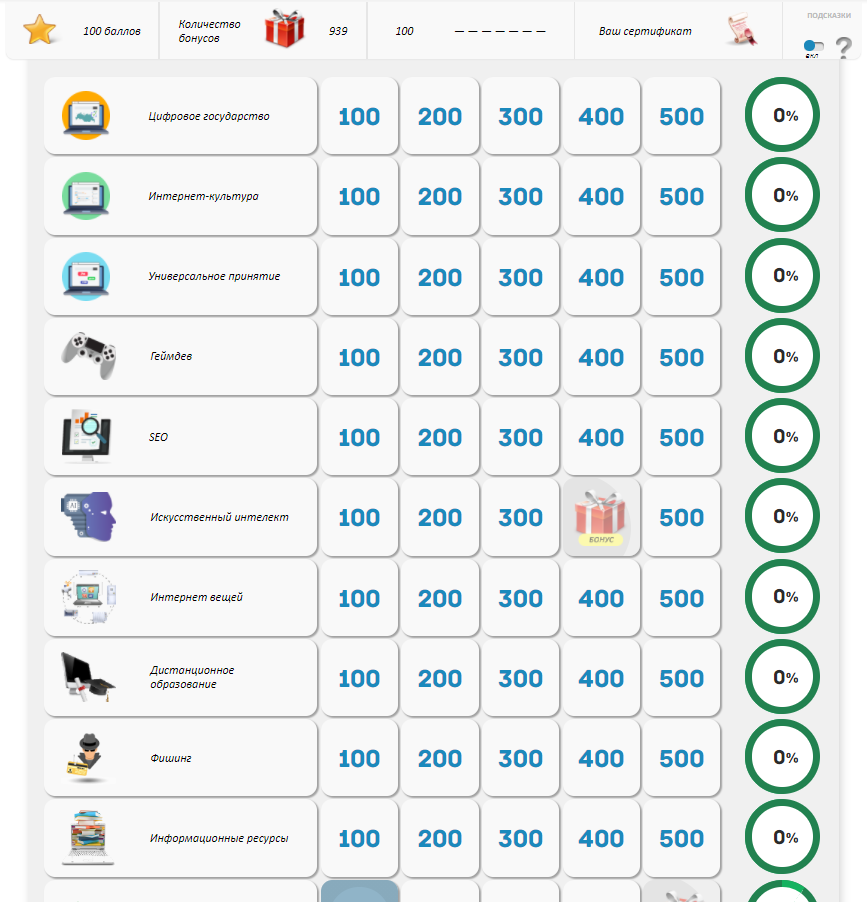 100 баллов
Количество
бонусов
939
100
— — — — — — —
Ваш сертификат
ПОДСКАЗКИ
ВКЛ
?
Цифровое государство
100 200 300 400 500 0%
Интернет-культура
100 200 300 400 500 0%
Универсальное принятие
100 200 300 400 500 0%
Геймдев
100 200 300 400 500 0%
SEO
100 200 300 400 500 0%
AI
Искусственный интелект
100 200 300 БОНУС 500 0%
Интернет вещей
100 200 300 400 500 0%
Дистанционное
образование
100 200 300 400 500 0%
Фишинг
100 200 300 400 500 0%
Информационные ресурсы
100 200 300 400 500 0%